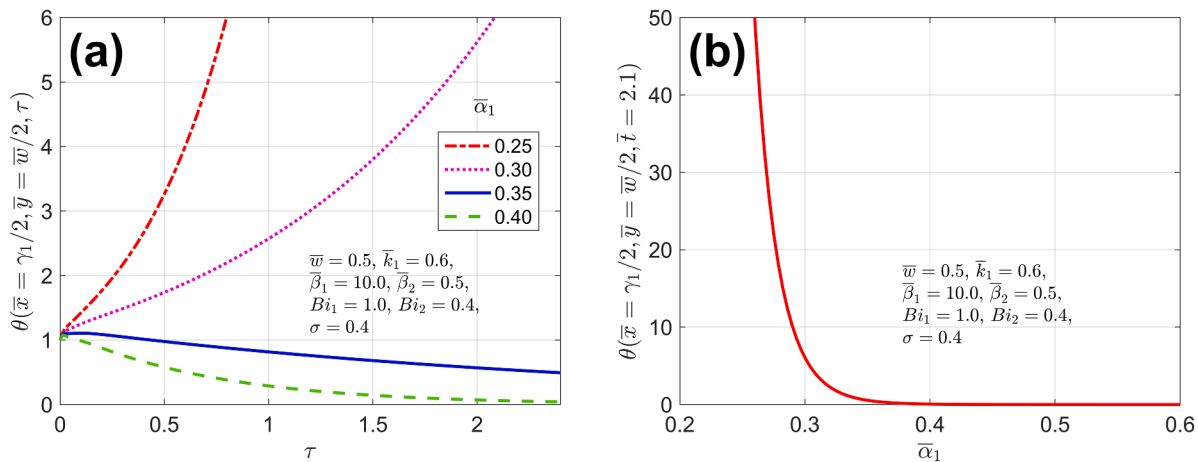 (a)
θ(x̅ = γ₁/2, y̅ = w̅/2, τ)
6
5
4
3
2
1
0
α̅₁
0.25
0.30
0.35
0.40
w̅ = 0.5, k̅₁ = 0.6,
β̅₁ = 10.0, β̅₂ = 0.5,
Bi₁ = 1.0, Bi₂ = 0.4,
σ = 0.4
0 0.5 1 1.5 2
τ
(b)
θ(x̅ = γ₁/2, y̅ = w̅/2, t̅ = 2.1)
50
40
30
20
10
0
w̅ = 0.5, k̅₁ = 0.6,
β̅₁ = 10.0, β̅₂ = 0.5,
Bi₁ = 1.0, Bi₂ = 0.4,
σ = 0.4
0.2 0.3 0.4 0.5 0.6
α̅₁